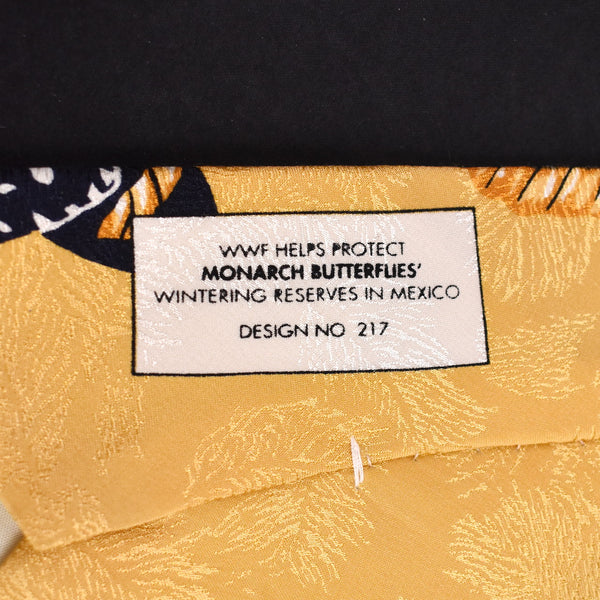 WWF HELPS PROTECT
MONARCH BUTTERFLIES'
WINTERING RESERVES IN MEXICO
DESIGN NO 217